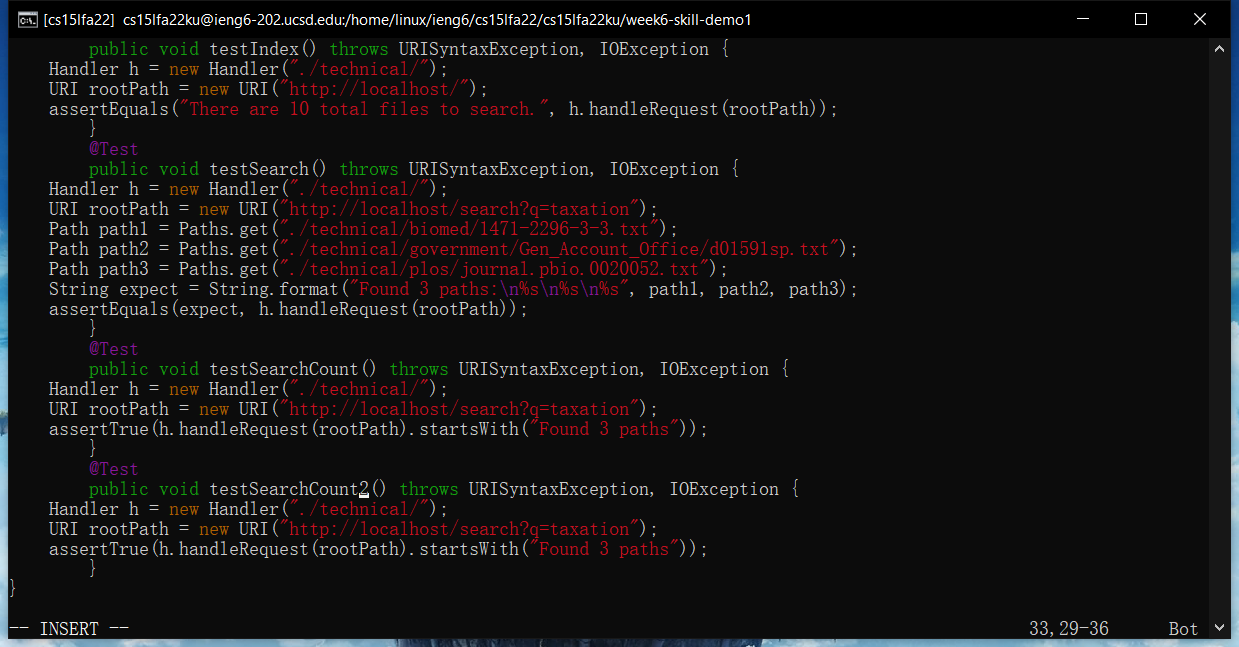 [cs15lfa22] cs15lfa22ku@ieng6-202.ucsd.edu:/home/linux/ieng6/cs15lfa22/cs15lfa22ku/week6-skill-demo1
public void testIndex() throws URISyntaxException, IOException {
Handler h = new Handler("./technical/");
URI rootPath = new URI("http://localhost/");
assertEquals("There are 10 total files to search.", h.handleRequest(rootPath));
}
@Test
public void testSearch() throws URISyntaxException, IOException {
Handler h = new Handler("./technical/");
URI rootPath = new URI("http://localhost/search?q=taxation");
Path path1 = Paths.get("./technical/biomed/1471-2296-3-3.txt");
Path path2 = Paths.get("./technical/government/Gen_Account_Office/d01591sp.txt");
Path path3 = Paths.get("./technical/plos/journal.pbio.0020052.txt");
String expect = String.format("Found 3 paths:\n%s\n%s\n%s", path1, path2, path3);
assertEquals(expect, h.handleRequest(rootPath));
}
@Test
public void testSearchCount() throws URISyntaxException, IOException {
Handler h = new Handler("./technical/");
URI rootPath = new URI("http://localhost/search?q=taxation");
assertTrue(h.handleRequest(rootPath).startsWith("Found 3 paths"));
}
@Test
public void testSearchCount2() throws URISyntaxException, IOException {
Handler h = new Handler("./technical/");
URI rootPath = new URI("http://localhost/search?q=taxation");
assertTrue(h.handleRequest(rootPath).startsWith("Found 3 paths"));
}
}
-- INSERT -- 33,29-36 Bot